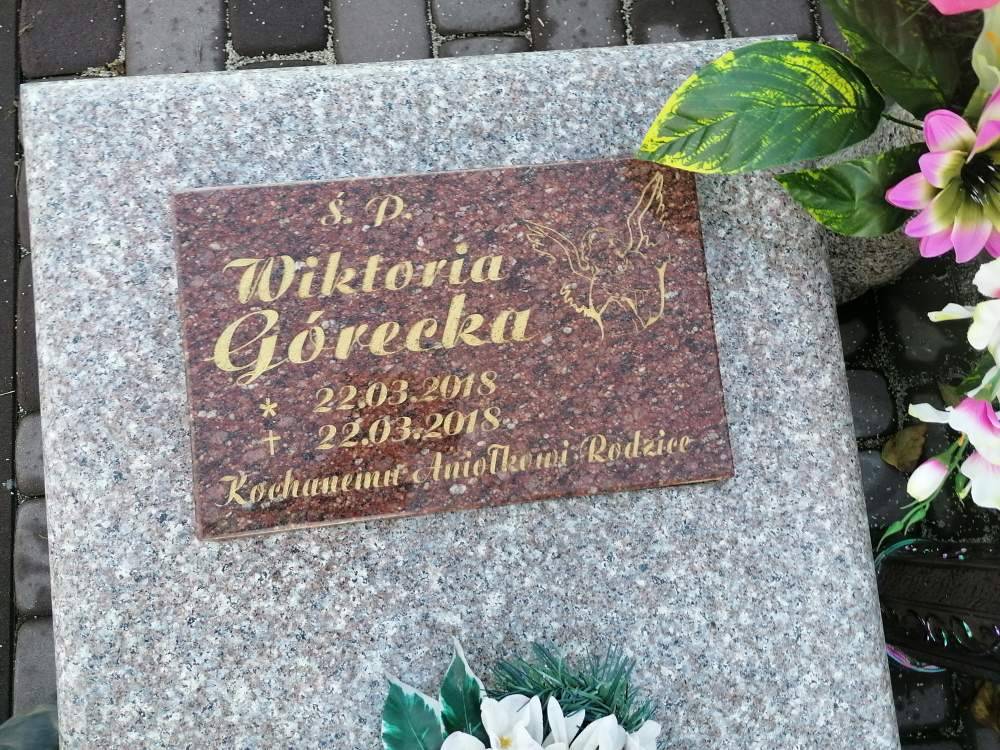 Ś. P.
Wiktoria
Górecka
* 22.03.2018
† 22.03.2018
Kochanemu Aniołkowi Rodzice